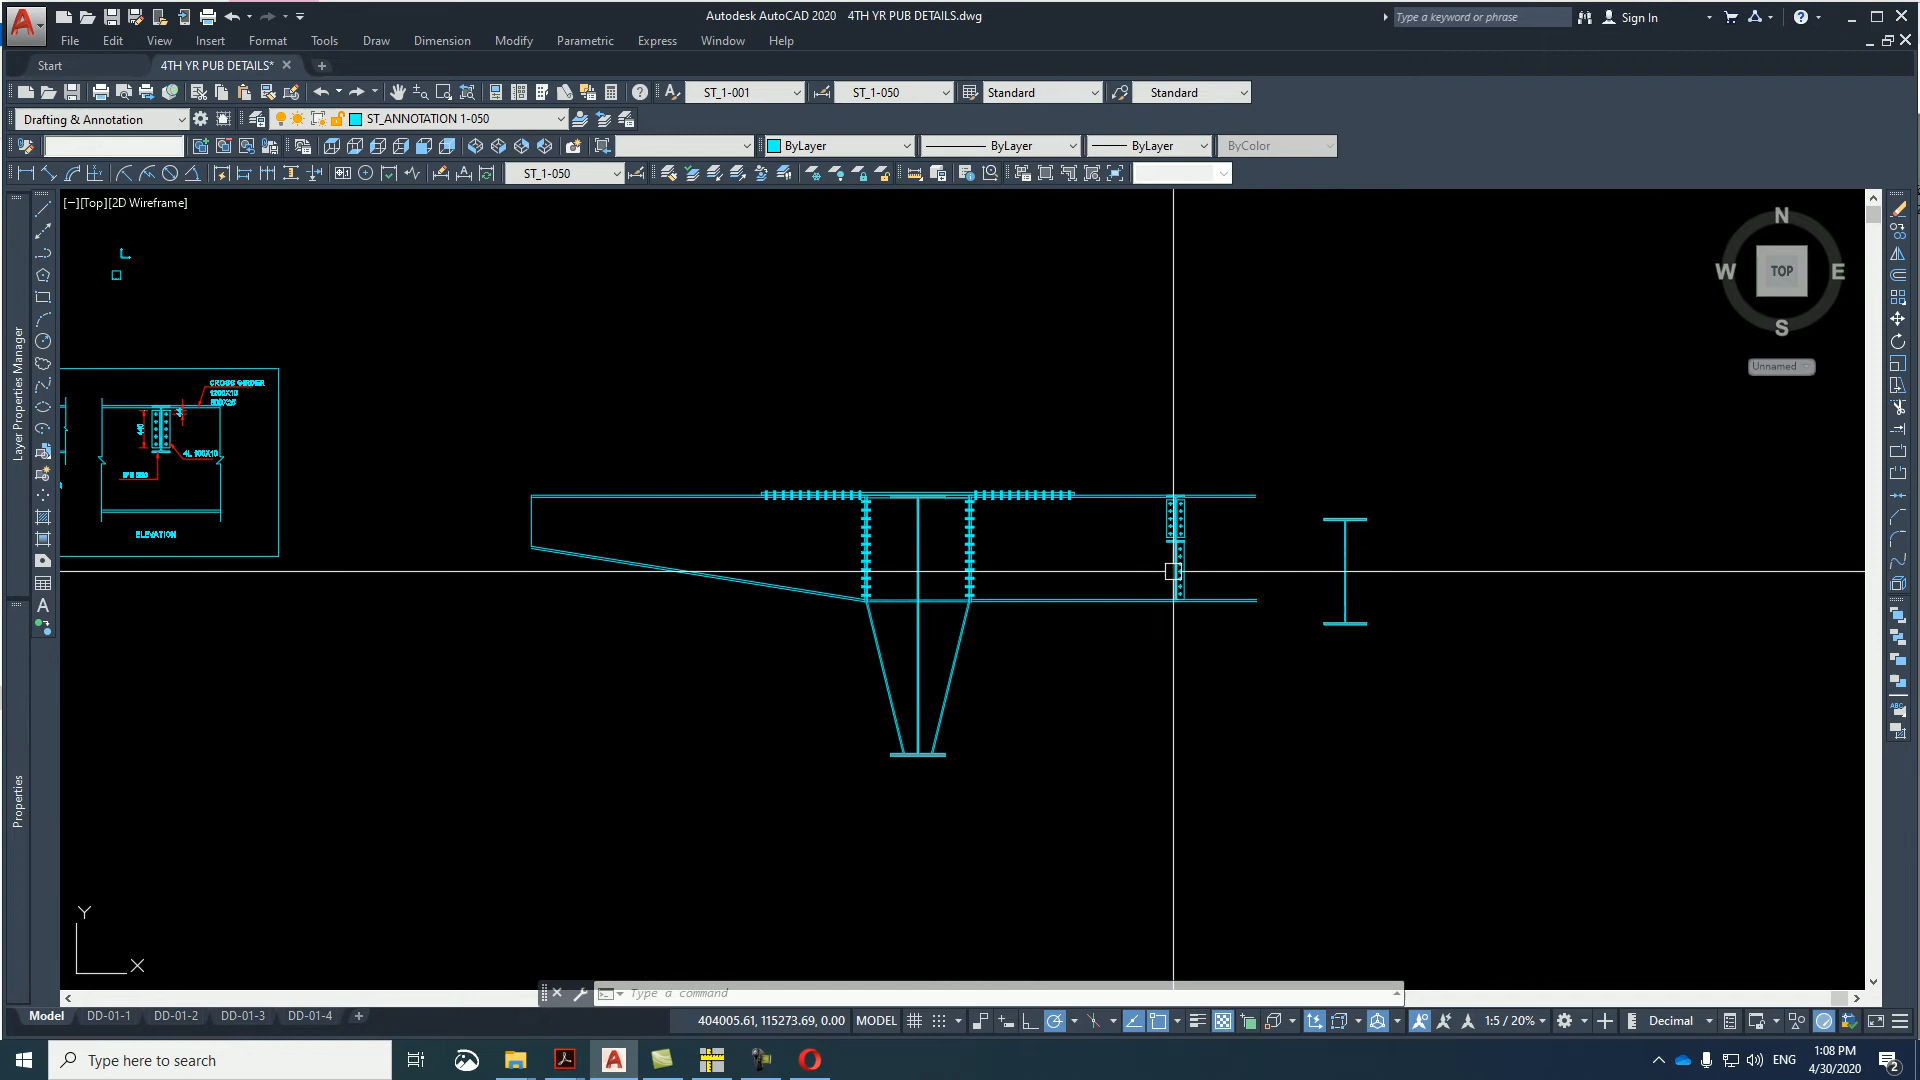 Autodesk AutoCAD 2020 4TH YR PUB DETAILS.dwg
Type a keyword or phrase
Sign In
File Edit View Insert Format Tools Draw Dimension Modify Parametric Express Window Help
Start
4TH YR PUB DETAILS*
ST_1-001
ST_1-050
Standard
Standard
Drafting & Annotation
ST_ANNOTATION 1-050
ByLayer
ByLayer
ByLayer
ByColor
ST_1-050
[−][Top][2D Wireframe]
N
W
TOP
E
S
Unnamed
Layer Properties Manager
Properties
CROSS GIRDER
1200X10
440
4L 100X10
ELEVATION
Y
X
Type a command
Model
DD-01-1
DD-01-2
DD-01-3
DD-01-4
404005.61, 115273.69, 0.00
MODEL
1:5 / 20%
Decimal
Type here to search
ENG
1:08 PM
4/30/2020
2